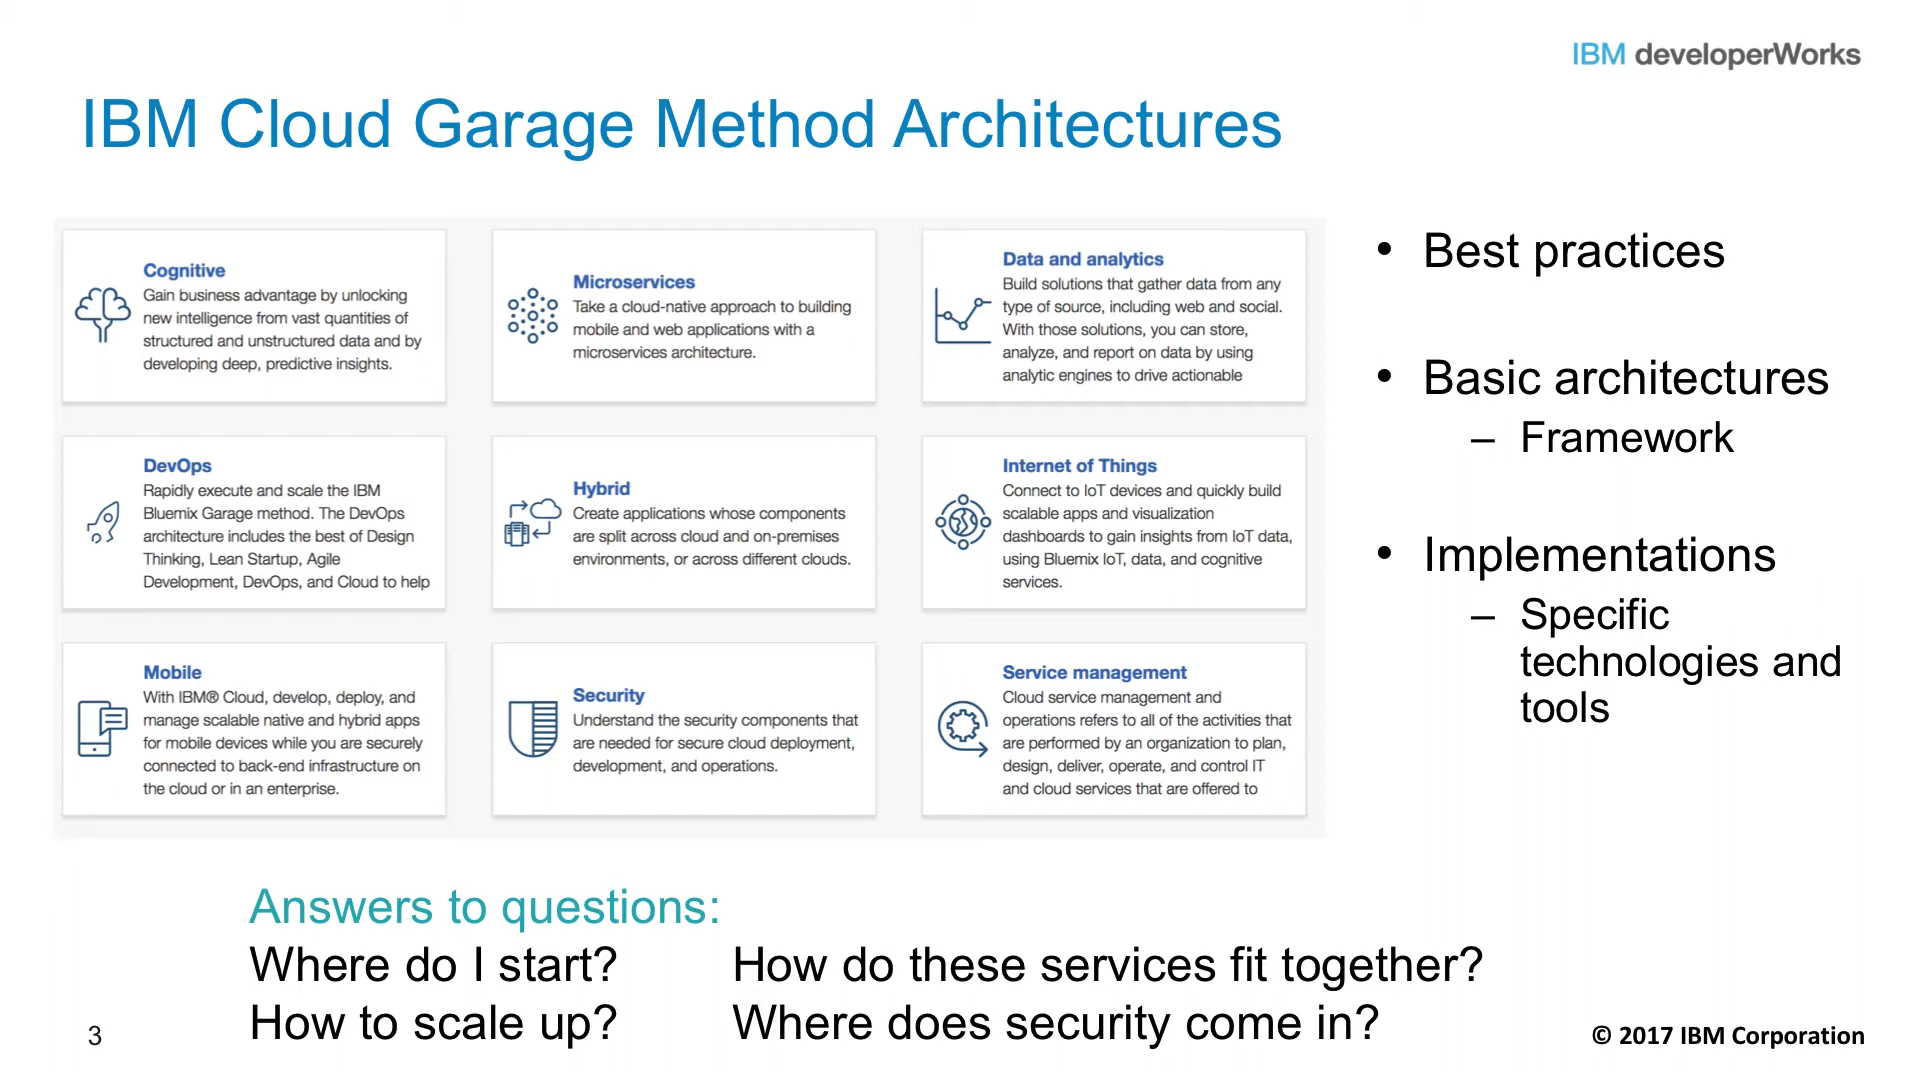 IBM developerWorks
IBM Cloud Garage Method Architectures
Cognitive
Gain business advantage by unlocking
new intelligence from vast quantities of
structured and unstructured data and by
developing deep, predictive insights.
Microservices
Take a cloud-native approach to building
mobile and web applications with a
microservices architecture.
Data and analytics
Build solutions that gather data from any
type of source, including web and social.
With those solutions, you can store,
analyze, and report on data by using
analytic engines to drive actionable
DevOps
Rapidly execute and scale the IBM
Bluemix Garage method. The DevOps
architecture includes the best of Design
Thinking, Lean Startup, Agile
Development, DevOps, and Cloud to help
Hybrid
Create applications whose components
are split across cloud and on-premises
environments, or across different clouds.
Internet of Things
Connect to IoT devices and quickly build
scalable apps and visualization
dashboards to gain insights from IoT data,
using Bluemix IoT, data, and cognitive
services.
Mobile
With IBM® Cloud, develop, deploy, and
manage scalable native and hybrid apps
for mobile devices while you are securely
connected to back-end infrastructure on
the cloud or in an enterprise.
Security
Understand the security components that
are needed for secure cloud deployment,
development, and operations.
Service management
Cloud service management and
operations refers to all of the activities that
are performed by an organization to plan,
design, deliver, operate, and control IT
and cloud services that are offered to
• Best practices
• Basic architectures
– Framework
• Implementations
– Specific
technologies and
tools
Answers to questions:
Where do I start? How do these services fit together?
How to scale up? Where does security come in?
3
© 2017 IBM Corporation